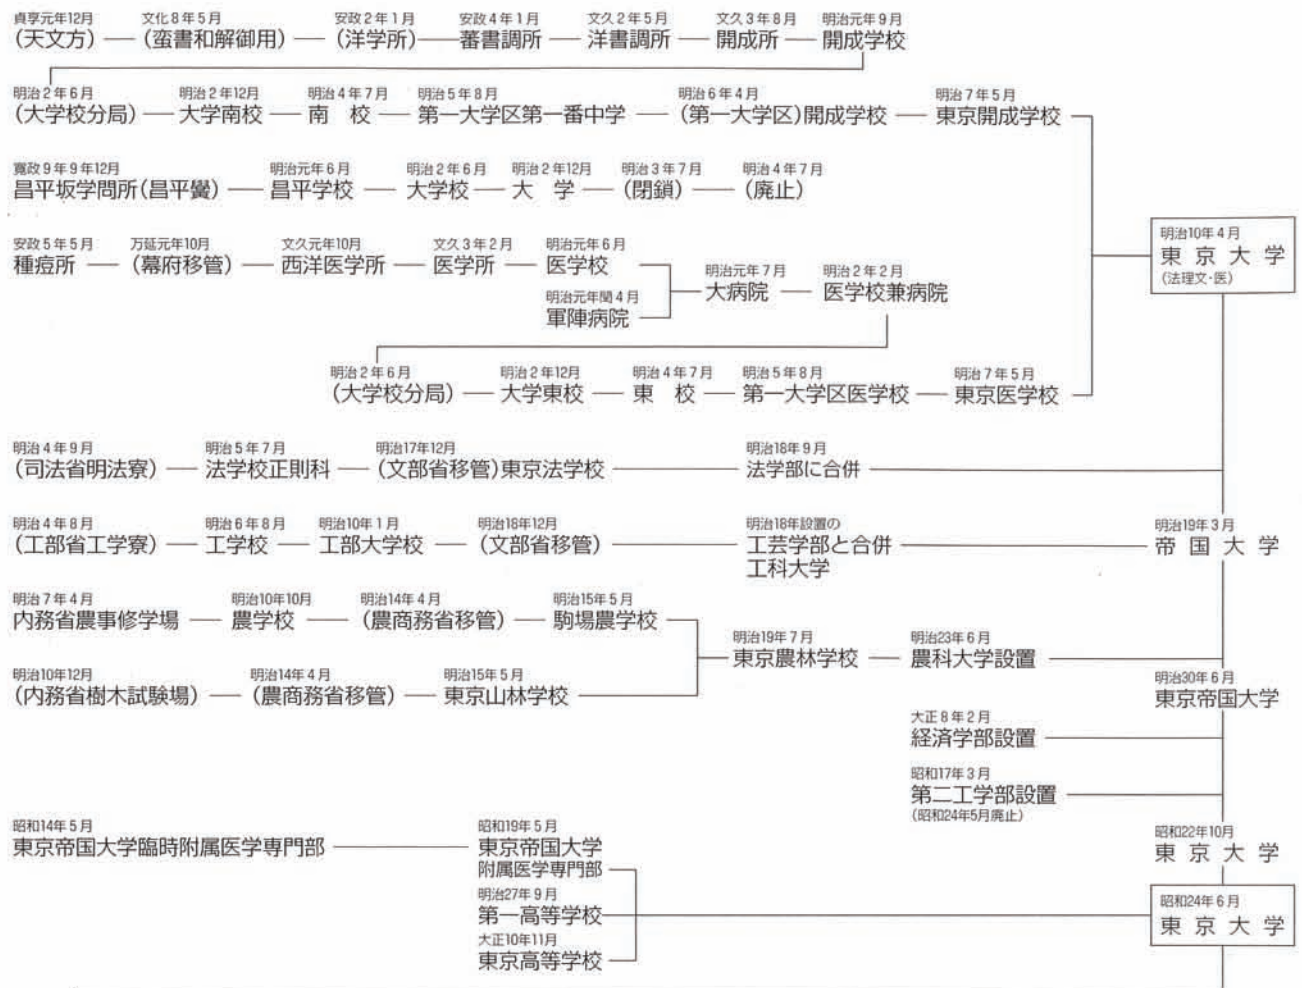 貞享元年12月 文化8年5月 安政2年1月 安政4年1月 文久2年5月 文久3年8月 明治元年9月
(天文方) (蛮書和解御用) (洋学所) 蕃書調所 洋書調所 開成所 開成学校
明治2年6月 明治2年12月 明治4年7月 明治5年8月 明治6年4月 明治7年5月
(大学校分局) 大学南校 南 校 第一大学区第一番中学 (第一大学区)開成学校 東京開成学校
寛政9年9年12月 明治元年6月 明治2年6月 明治2年12月 明治3年7月 明治4年7月
昌平坂学問所(昌平黌) 昌平学校 大学校 大 学 (閉鎖) (廃止)
明治10年4月
東 京 大 学
(法理文・医)
安政5年5月 万延元年10月 文久元年10月 文久3年2月 明治元年6月
種痘所 (幕府移管) 西洋医学所 医学所 医学校
明治元年閏4月
軍陣病院
明治元年7月 明治2年2月
大病院 医学校兼病院
明治2年6月 明治2年12月 明治4年7月 明治5年8月 明治7年5月
(大学校分局) 大学東校 東 校 第一大学区医学校 東京医学校
明治4年9月 明治5年7月 明治17年12月 明治18年9月
(司法省明法寮) 法学校正則科 (文部省移管)東京法学校 法学部に合併
明治4年8月 明治6年8月 明治10年1月 明治18年12月 明治18年設置の 明治19年3月
(工部省工学寮) 工学校 工部大学校 (文部省移管) 工芸学部と合併 帝 国 大 学
工科大学
明治7年4月 明治10年10月 明治14年4月 明治15年5月
内務省農事修学場 農学校 (農商務省移管) 駒場農学校
明治19年7月 明治23年6月
東京農林学校 農科大学設置
明治10年12月 明治14年4月 明治15年5月
(内務省樹木試験場) (農商務省移管) 東京山林学校
明治30年6月
東京帝国大学
大正8年2月
経済学部設置
昭和17年3月
第二工学部設置
(昭和24年5月廃止)
昭和14年5月 昭和19年5月 昭和22年10月
東京帝国大学臨時附属医学専門部 東京帝国大学 東 京 大 学
附属医学専門部
明治27年9月
第一高等学校
大正10年11月
東京高等学校
昭和24年6月
東 京 大 学